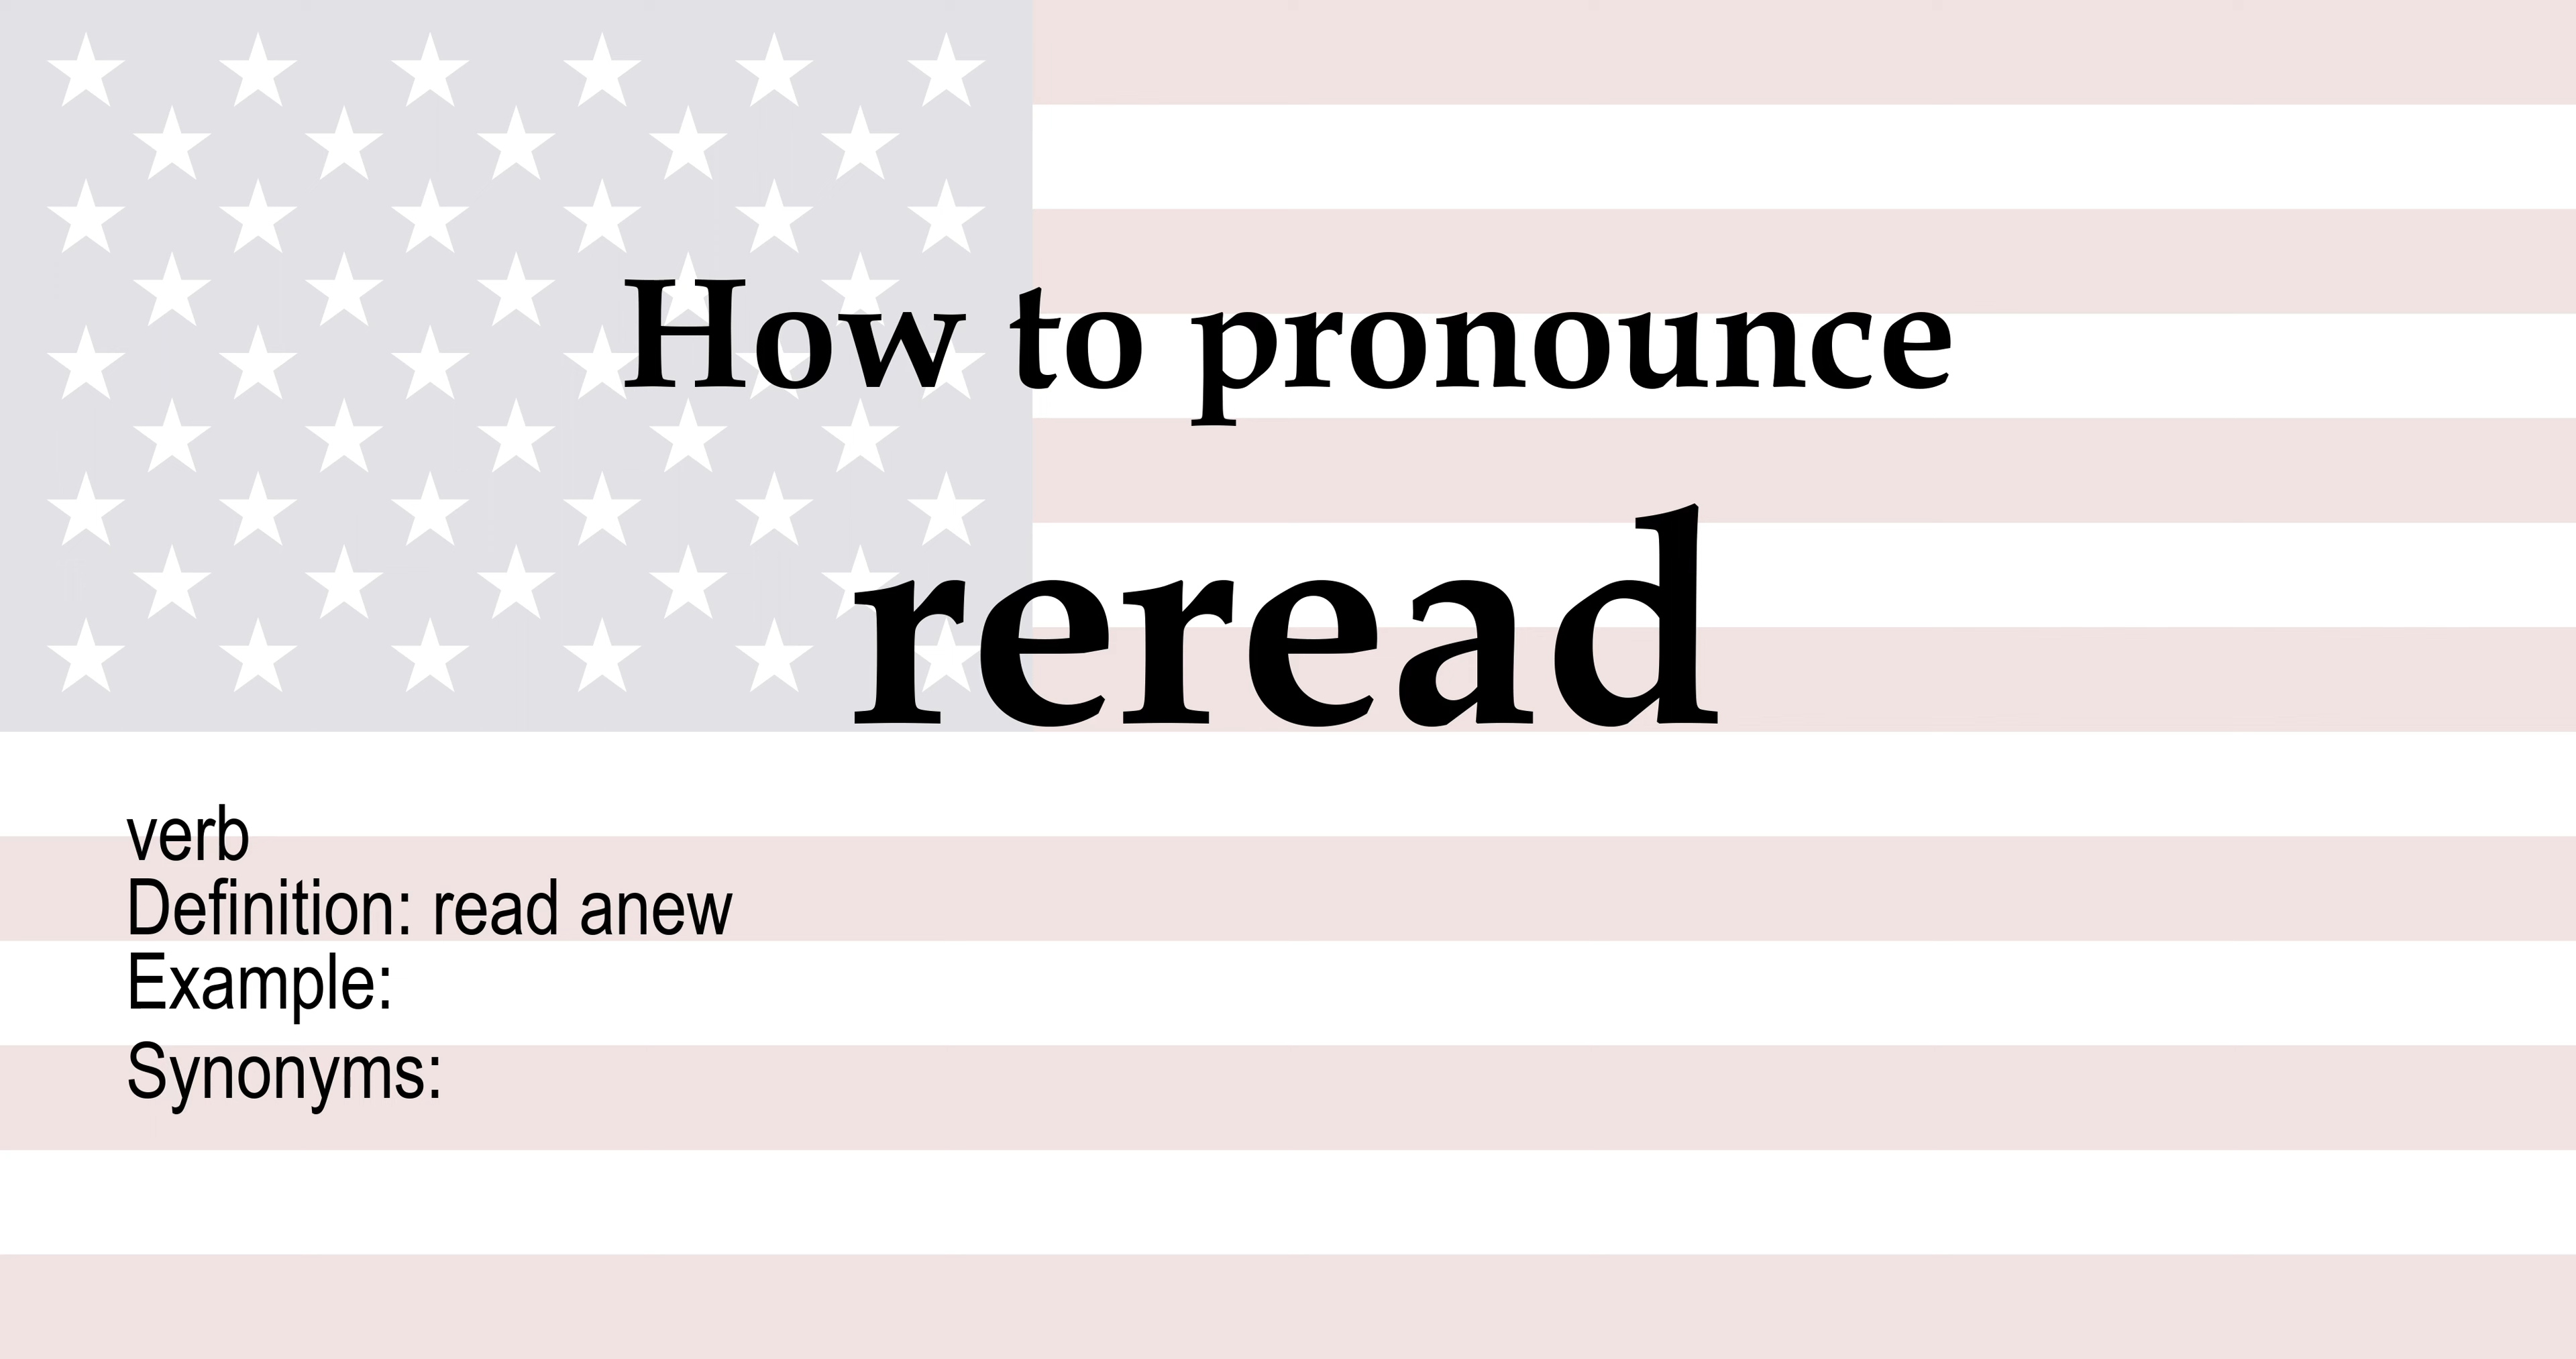 How to pronounce
reread
verb
Definition: read anew
Example:
Synonyms: